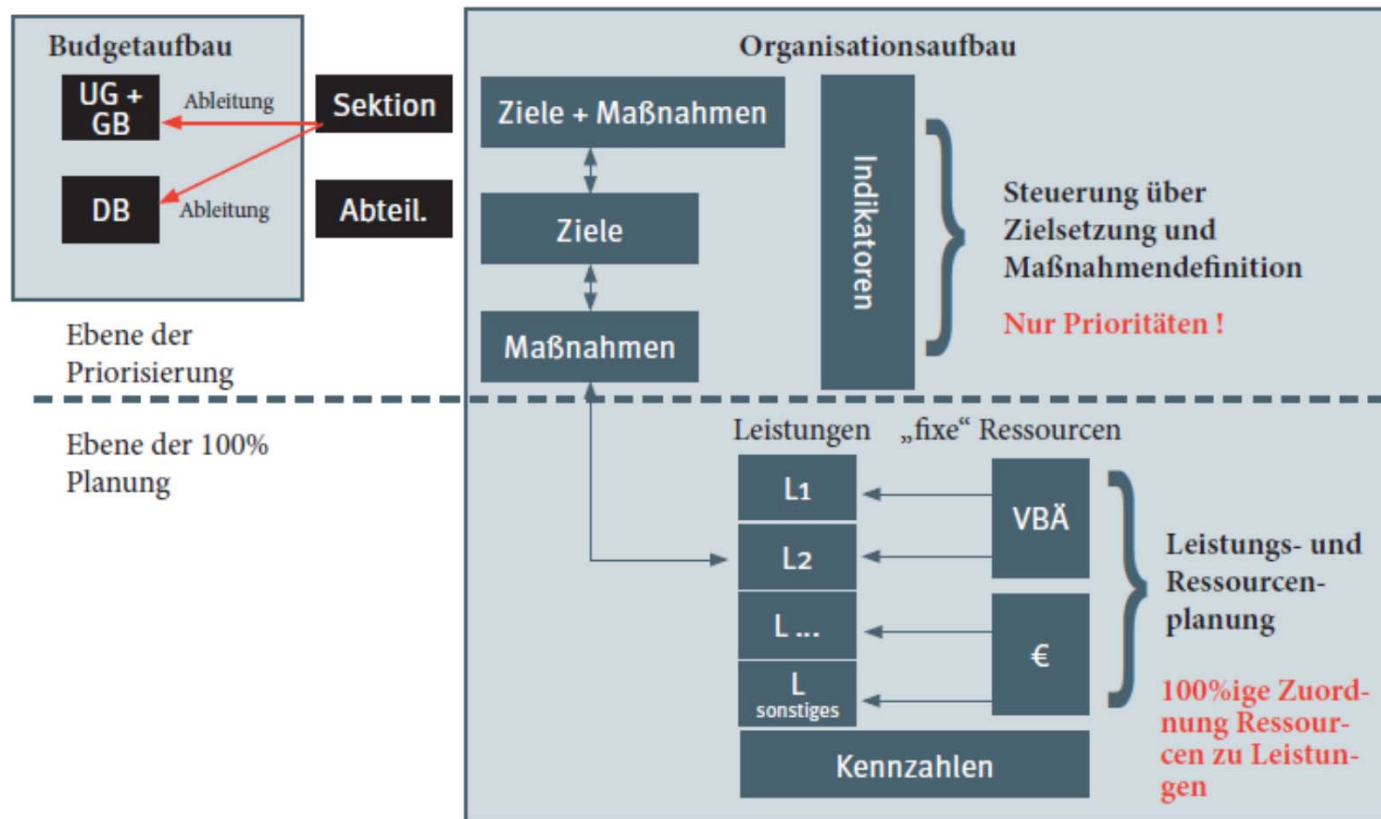 Budgetaufbau
UG +
GB
Ableitung
DB
Ableitung
Sektion
Abteil.
Ebene der
Priorisierung
Ebene der 100%
Planung
Organisationsaufbau
Ziele + Maßnahmen
Ziele
Maßnahmen
Indikatoren
Steuerung über
Zielsetzung und
Maßnahmendefinition
Nur Prioritäten !
Leistungen „fixe“ Ressourcen
L1
L2
L ...
L
sonstiges
VBÄ
€
Kennzahlen
Leistungs- und
Ressourcen-
planung
100%ige Zuord-
nung Ressour-
cen zu Leistun-
gen